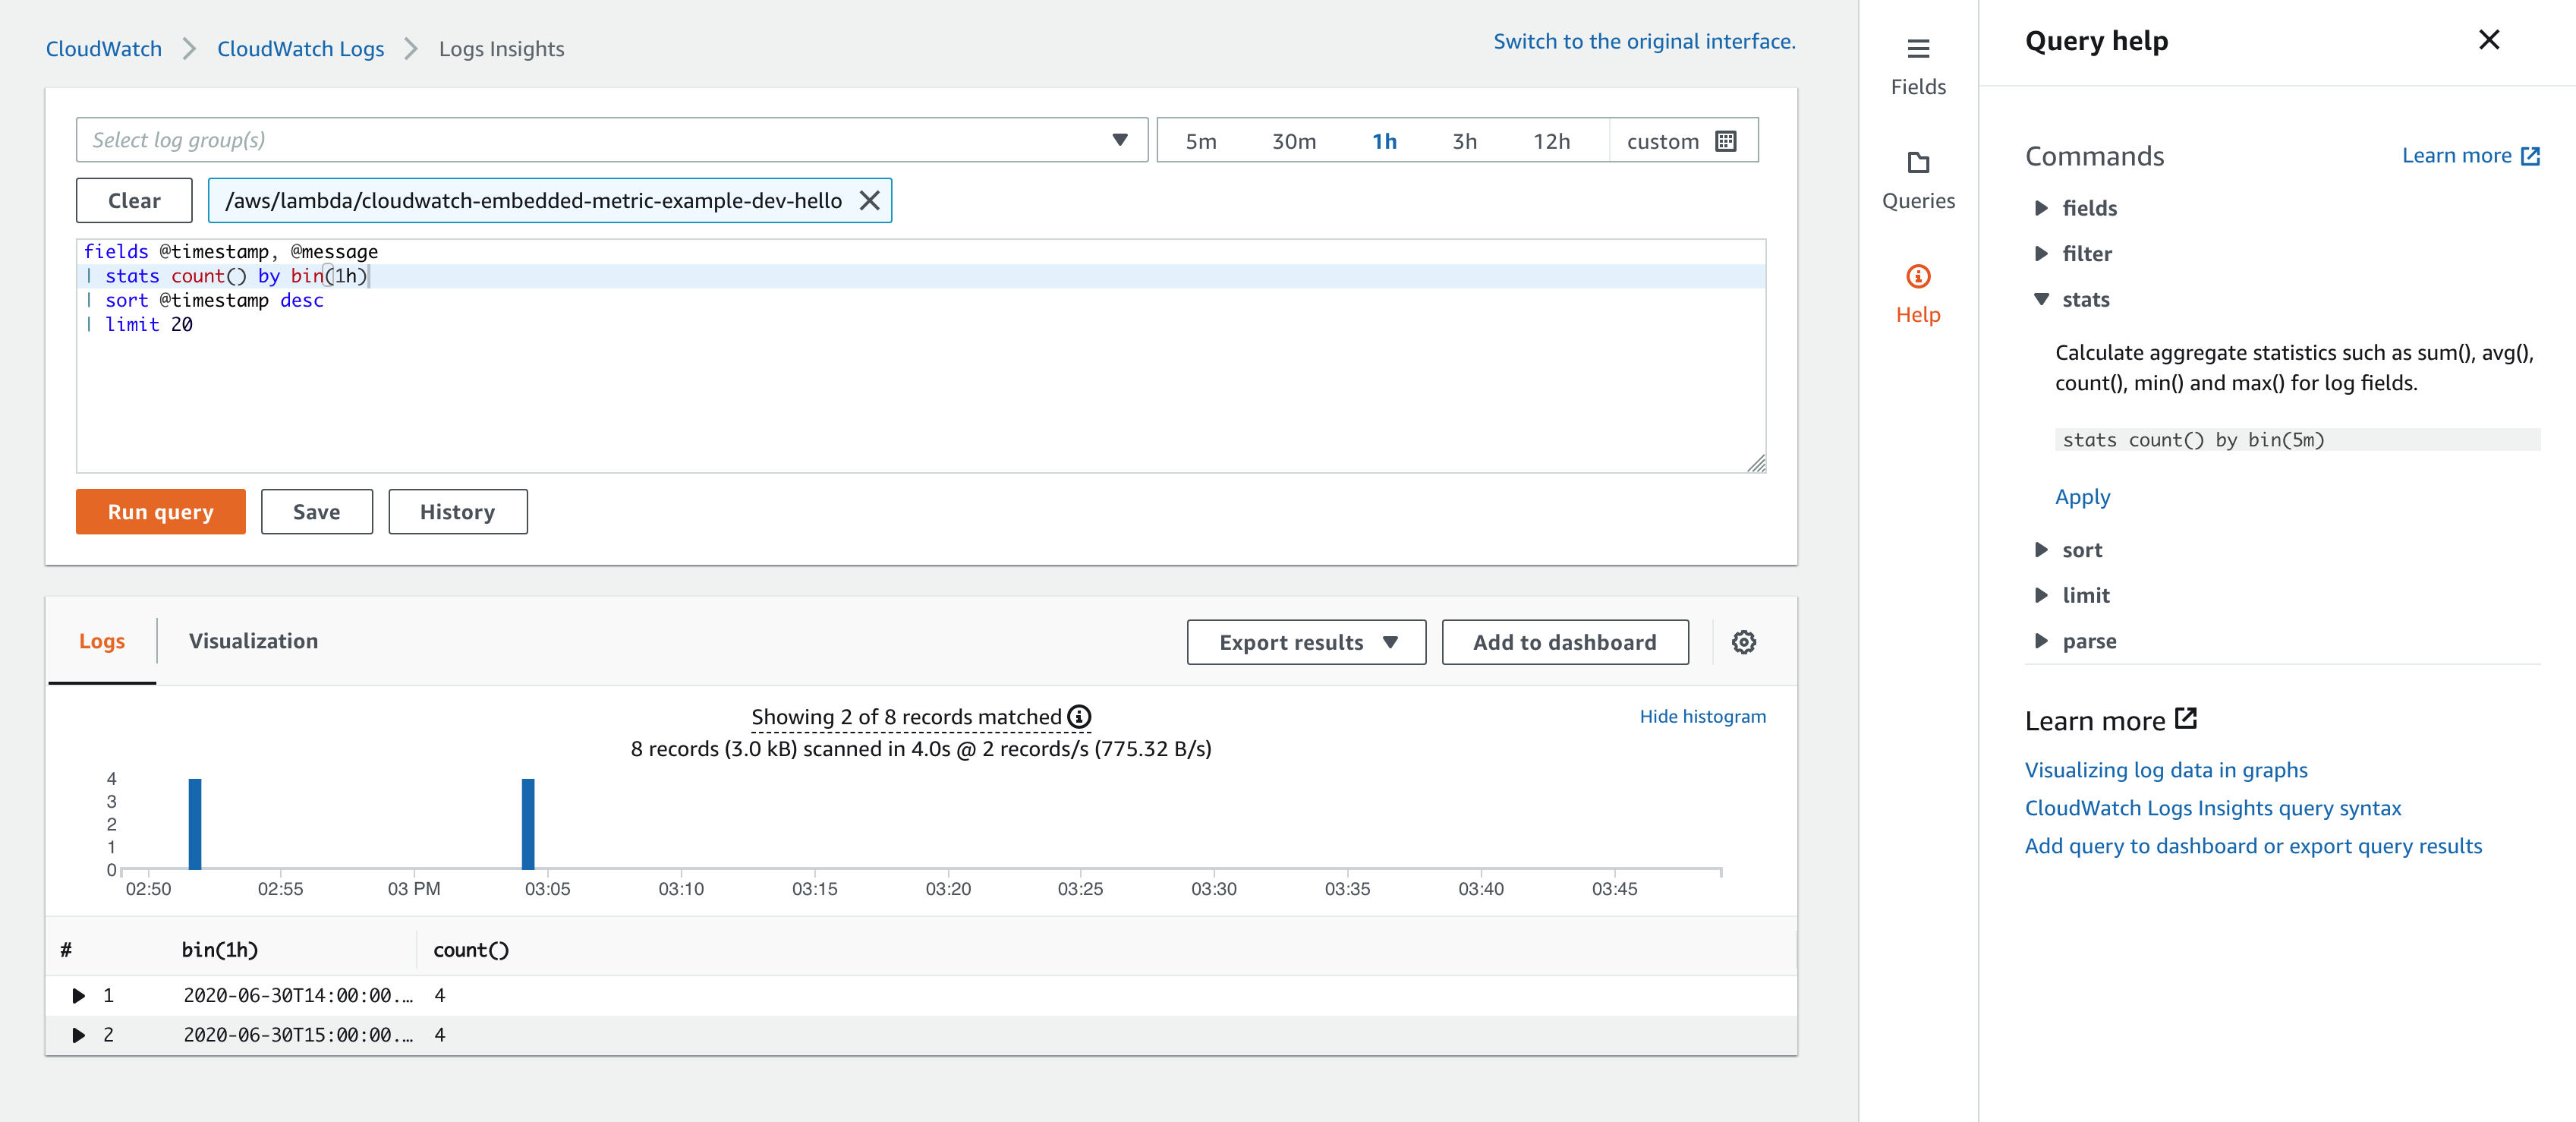 CloudWatch > CloudWatch Logs > Logs Insights
Switch to the original interface.
Select log group(s)
5m 30m 1h 3h 12h custom
Clear /aws/lambda/cloudwatch-embedded-metric-example-dev-hello
fields @timestamp, @message
| stats count() by bin(1h)
| sort @timestamp desc
| limit 20
Run query Save History
Logs Visualization Export results Add to dashboard
Showing 2 of 8 records matched
Hide histogram
8 records (3.0 kB) scanned in 4.0s @ 2 records/s (775.32 B/s)
4
3
2
1
0
02:50 02:55 03 PM 03:05 03:10 03:15 03:20 03:25 03:30 03:35 03:40 03:45
# bin(1h) count()
1 2020-06-30T14:00:00.… 4
2 2020-06-30T15:00:00.… 4
Fields
Queries
Help
Query help
Commands Learn more
fields
filter
stats
Calculate aggregate statistics such as sum(), avg(),
count(), min() and max() for log fields.
stats count() by bin(5m)
Apply
sort
limit
parse
Learn more
Visualizing log data in graphs
CloudWatch Logs Insights query syntax
Add query to dashboard or export query results